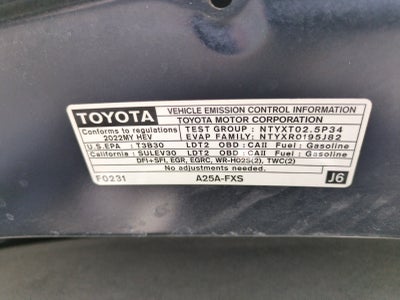 TOYOTA
VEHICLE EMISSION CONTROL INFORMATION
TOYOTA MOTOR CORPORATION
Conforms to regulations
2022MY HEV
TEST GROUP : NTYXT02.5P34
EVAP FAMILY: NTYXR0195J82
U.S.EPA : T3B30 LDT2 OBD : CAII Fuel : Gasoline
California : SULEV30 LDT2 OBD : CAII Fuel : Gasoline
DFI+SFI, EGR, EGRC, WR-HO2S(2), TWC(2)
No adjustments needed.
F0231 A25A-FXS J6